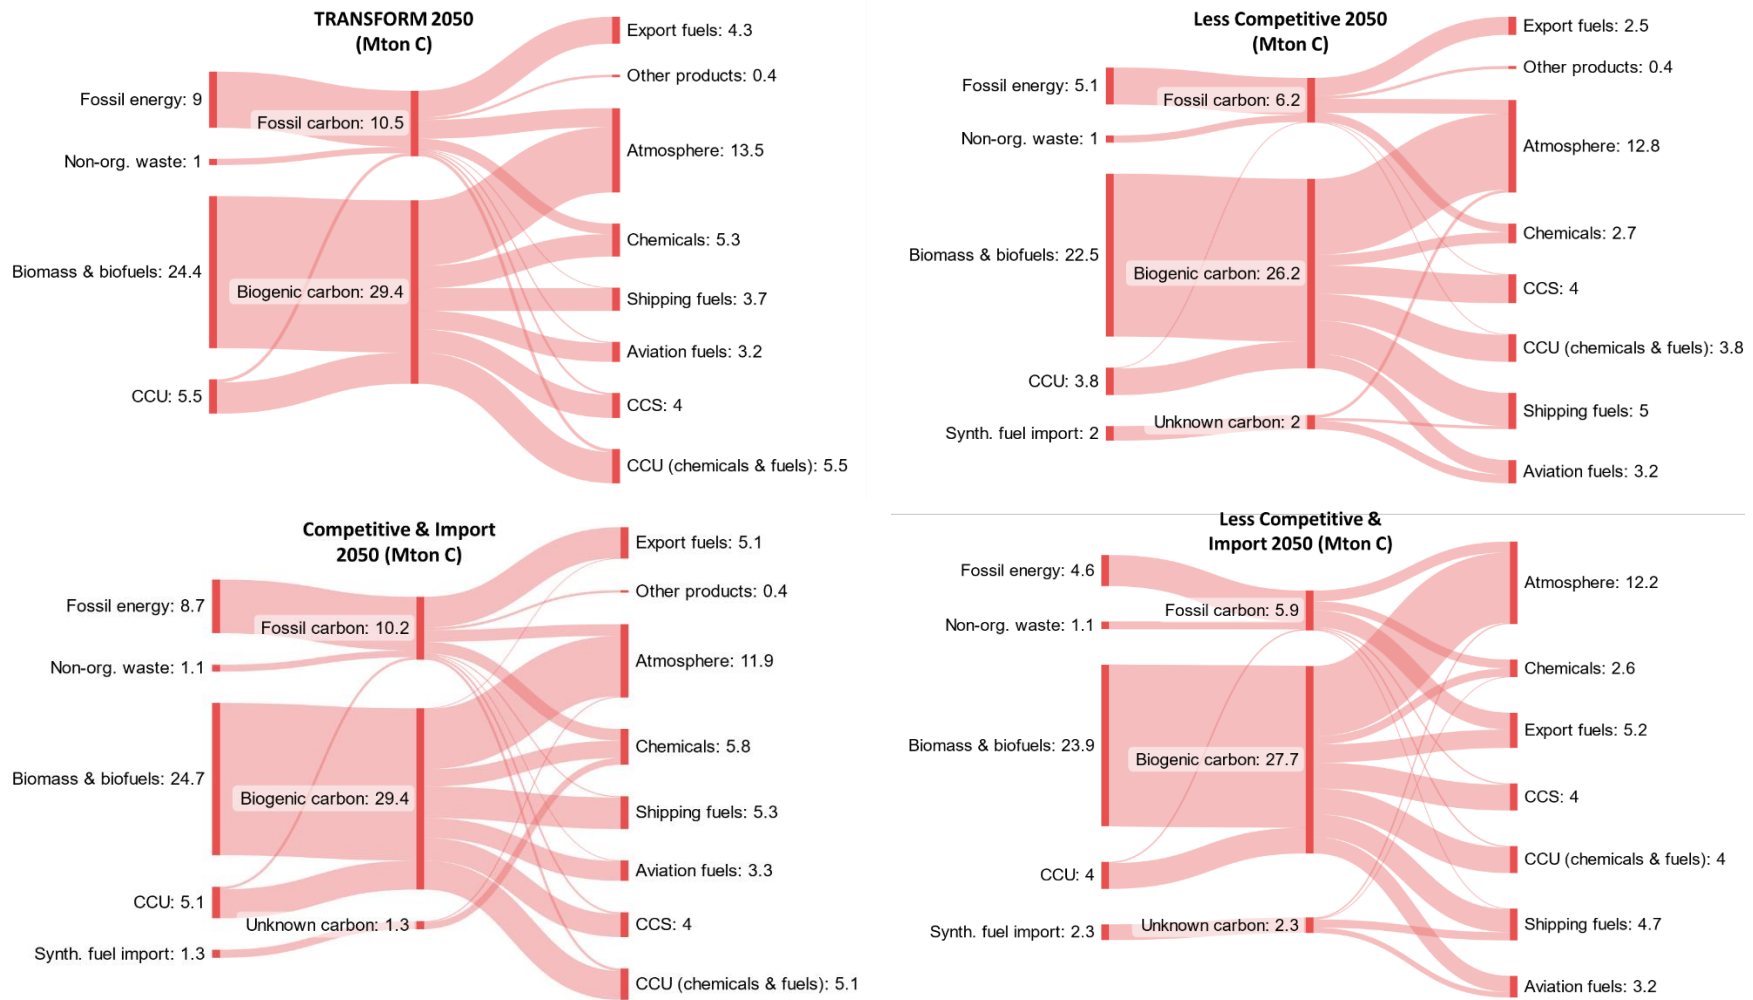 TRANSFORM 2050
(Mton C)
Fossil energy: 9
Non-org. waste: 1
Biomass & biofuels: 24.4
CCU: 5.5
Fossil carbon: 10.5
Biogenic carbon: 29.4
Export fuels: 4.3
Other products: 0.4
Atmosphere: 13.5
Chemicals: 5.3
Shipping fuels: 3.7
Aviation fuels: 3.2
CCS: 4
CCU (chemicals & fuels): 5.5
Less Competitive 2050
(Mton C)
Fossil energy: 5.1
Non-org. waste: 1
Biomass & biofuels: 22.5
CCU: 3.8
Synth. fuel import: 2
Fossil carbon: 6.2
Biogenic carbon: 26.2
Unknown carbon: 2
Export fuels: 2.5
Other products: 0.4
Atmosphere: 12.8
Chemicals: 2.7
CCS: 4
CCU (chemicals & fuels): 3.8
Shipping fuels: 5
Aviation fuels: 3.2
Competitive & Import
2050 (Mton C)
Fossil energy: 8.7
Non-org. waste: 1.1
Biomass & biofuels: 24.7
CCU: 5.1
Synth. fuel import: 1.3
Fossil carbon: 10.2
Biogenic carbon: 29.4
Unknown carbon: 1.3
Export fuels: 5.1
Other products: 0.4
Atmosphere: 11.9
Chemicals: 5.8
Shipping fuels: 5.3
Aviation fuels: 3.3
CCS: 4
CCU (chemicals & fuels): 5.1
Less Competitive &
Import 2050 (Mton C)
Fossil energy: 4.6
Non-org. waste: 1.1
Biomass & biofuels: 23.9
CCU: 4
Synth. fuel import: 2.3
Fossil carbon: 5.9
Biogenic carbon: 27.7
Unknown carbon: 2.3
Atmosphere: 12.2
Chemicals: 2.6
Export fuels: 5.2
CCS: 4
CCU (chemicals & fuels): 4
Shipping fuels: 4.7
Aviation fuels: 3.2